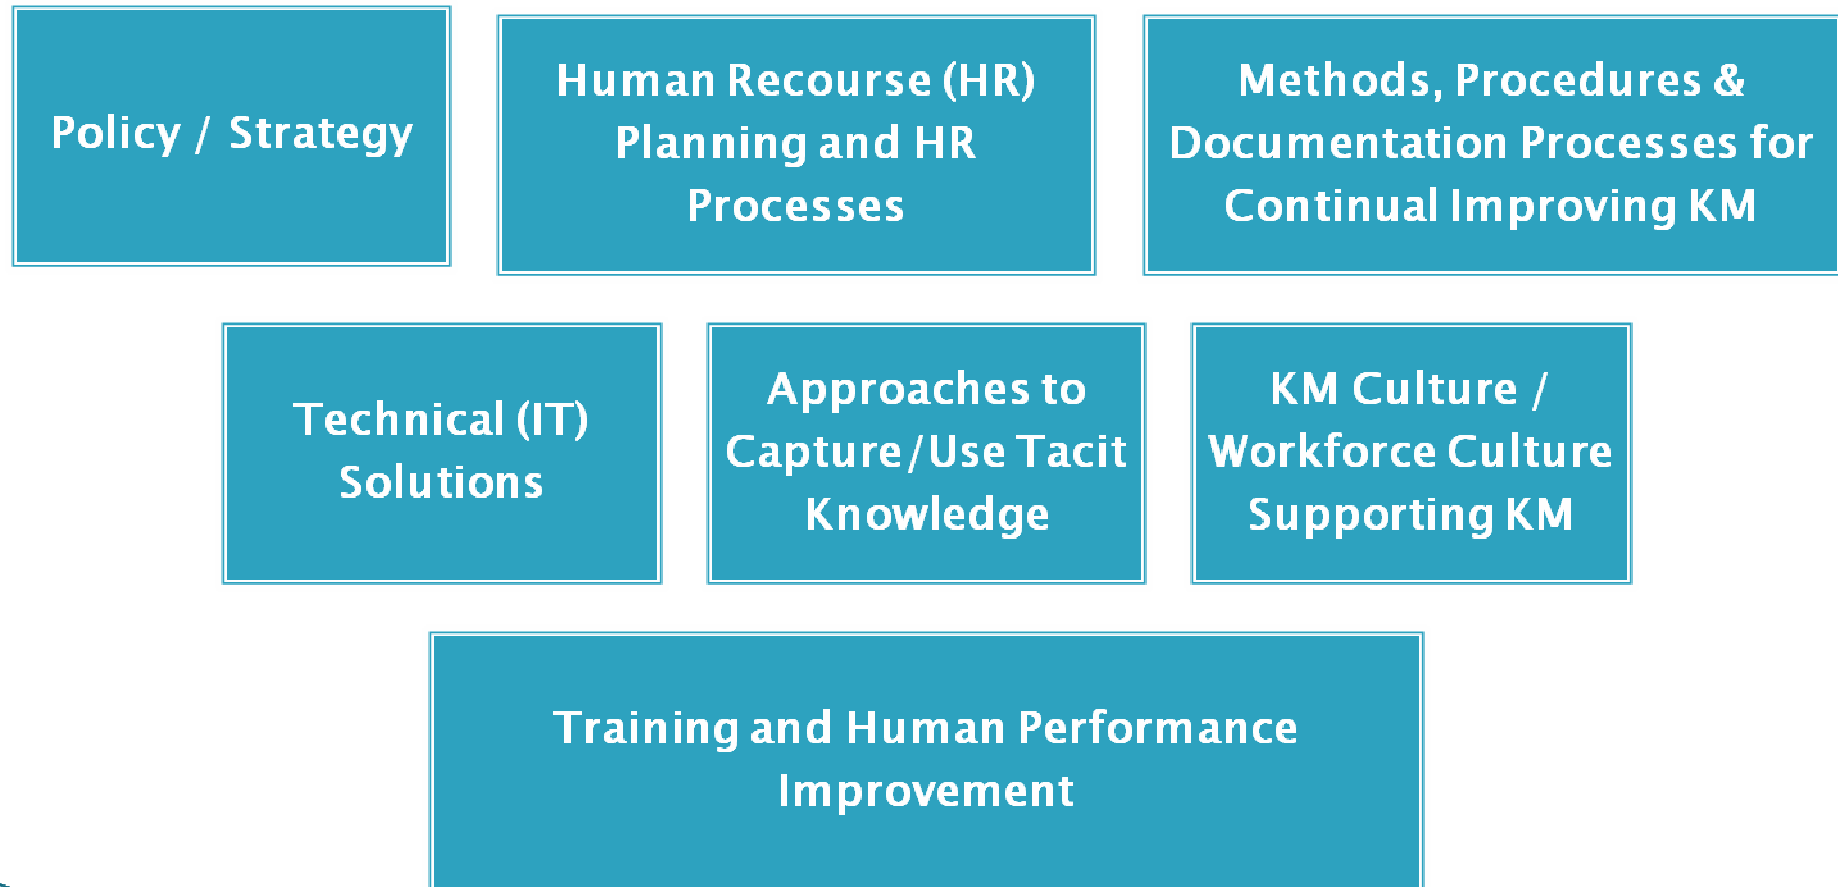 Policy / Strategy
Human Recourse (HR)
Planning and HR
Processes
Methods, Procedures &
Documentation Processes for
Continual Improving KM
Technical (IT)
Solutions
Approaches to
Capture/Use Tacit
Knowledge
KM Culture /
Workforce Culture
Supporting KM
Training and Human Performance
Improvement